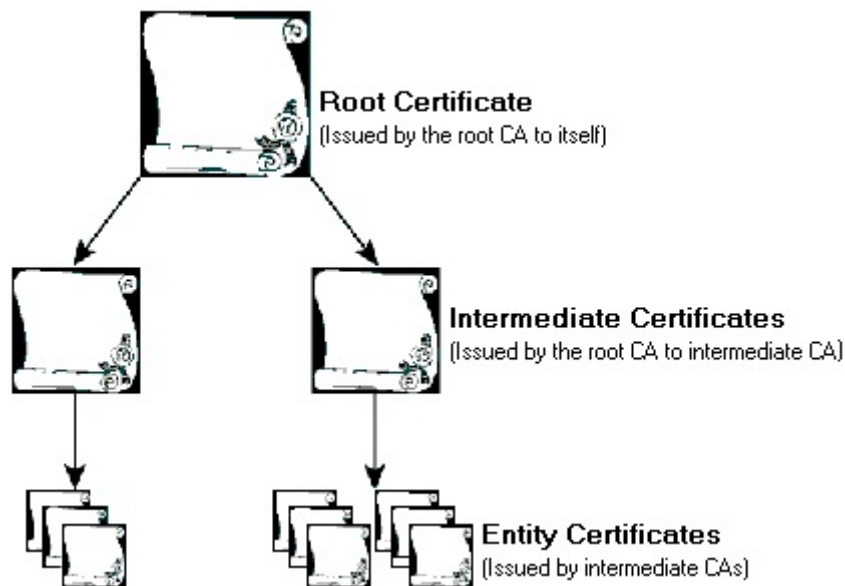 Root Certificate
(Issued by the root CA to itself)
Intermediate Certificates
(Issued by the root CA to intermediate CA)
Entity Certificates
(Issued by intermediate CAs)